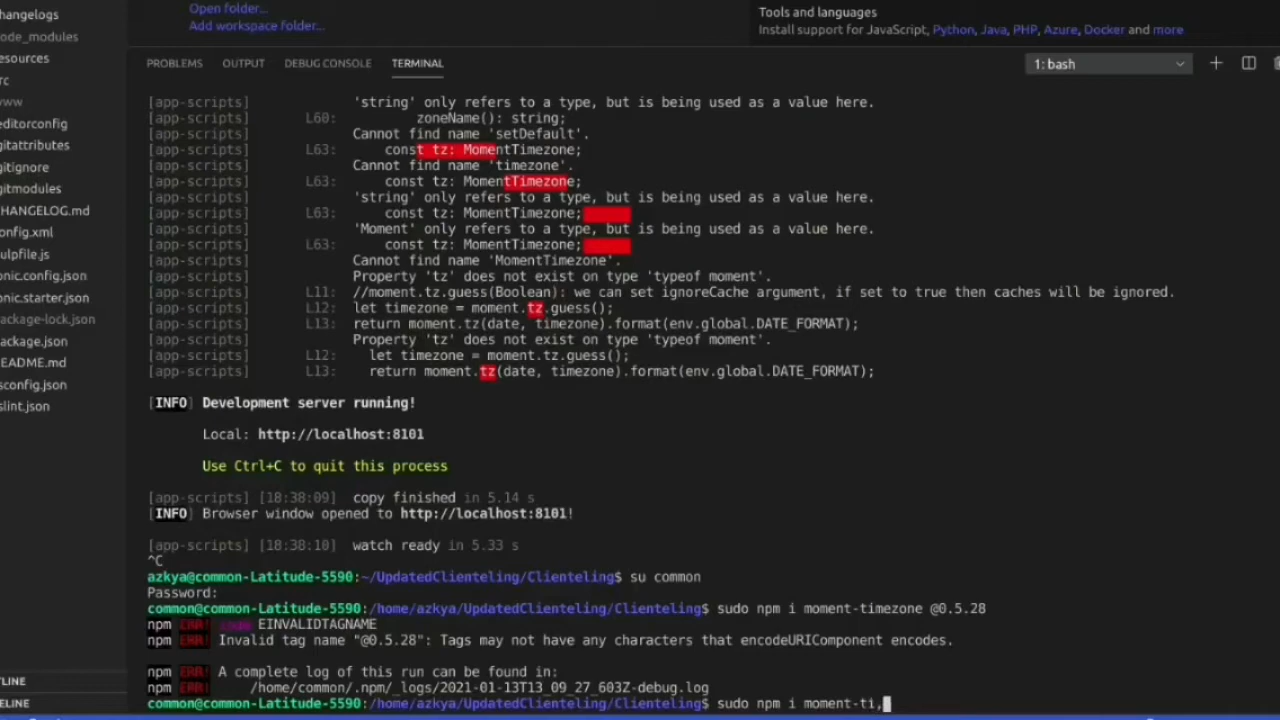 hangelogs
ode_modules
esources
rc
www
editorconfig
gitattributes
gitignore
gitmodules
HANGELOG.md
onfig.xml
ulpfile.js
onic.config.json
onic.starter.json
ackage-lock.json
ackage.json
EADME.md
sconfig.json
slint.json
TLINE
ELINE
Open folder...
Add workspace folder...
Tools and languages
Install support for JavaScript, Python, Java, PHP, Azure, Docker and more
PROBLEMS OUTPUT DEBUG CONSOLE TERMINAL 1: bash
[app-scripts] 'string' only refers to a type, but is being used as a value here.
[app-scripts] L60: zoneName(): string;
[app-scripts] Cannot find name 'setDefault'.
[app-scripts] L63: const tz: MomentTimezone;
[app-scripts] Cannot find name 'timezone'.
[app-scripts] L63: const tz: MomentTimezone;
[app-scripts] 'string' only refers to a type, but is being used as a value here.
[app-scripts] L63: const tz: MomentTimezone;
[app-scripts] 'Moment' only refers to a type, but is being used as a value here.
[app-scripts] L63: const tz: MomentTimezone;
[app-scripts] Cannot find name 'MomentTimezone'.
[app-scripts] Property 'tz' does not exist on type 'typeof moment'.
[app-scripts] L11: //moment.tz.guess(Boolean): we can set ignoreCache argument, if set to true then caches will be ignored.
[app-scripts] L12: let timezone = moment.tz.guess();
[app-scripts] L13: return moment.tz(date, timezone).format(env.global.DATE_FORMAT);
[app-scripts] Property 'tz' does not exist on type 'typeof moment'.
[app-scripts] L12: let timezone = moment.tz.guess();
[app-scripts] L13: return moment.tz(date, timezone).format(env.global.DATE_FORMAT);
[INFO] Development server running!
Local: http://localhost:8101
Use Ctrl+C to quit this process
[app-scripts] [18:38:09] copy finished in 5.14 s
[INFO] Browser window opened to http://localhost:8101!
[app-scripts] [18:38:10] watch ready in 5.33 s
^C
azkya@common-Latitude-5590:~/UpdatedClienteling/Clienteling$ su common
Password:
common@common-Latitude-5590:/home/azkya/UpdatedClienteling/Clienteling$ sudo npm i moment-timezone @0.5.28
npm ERR! code EINVALIDTAGNAME
npm ERR! Invalid tag name "@0.5.28": Tags may not have any characters that encodeURIComponent encodes.
npm ERR! A complete log of this run can be found in:
npm ERR! /home/common/.npm/_logs/2021-01-13T13_09_27_603Z-debug.log
common@common-Latitude-5590:/home/azkya/UpdatedClienteling/Clienteling$ sudo npm i moment-ti,